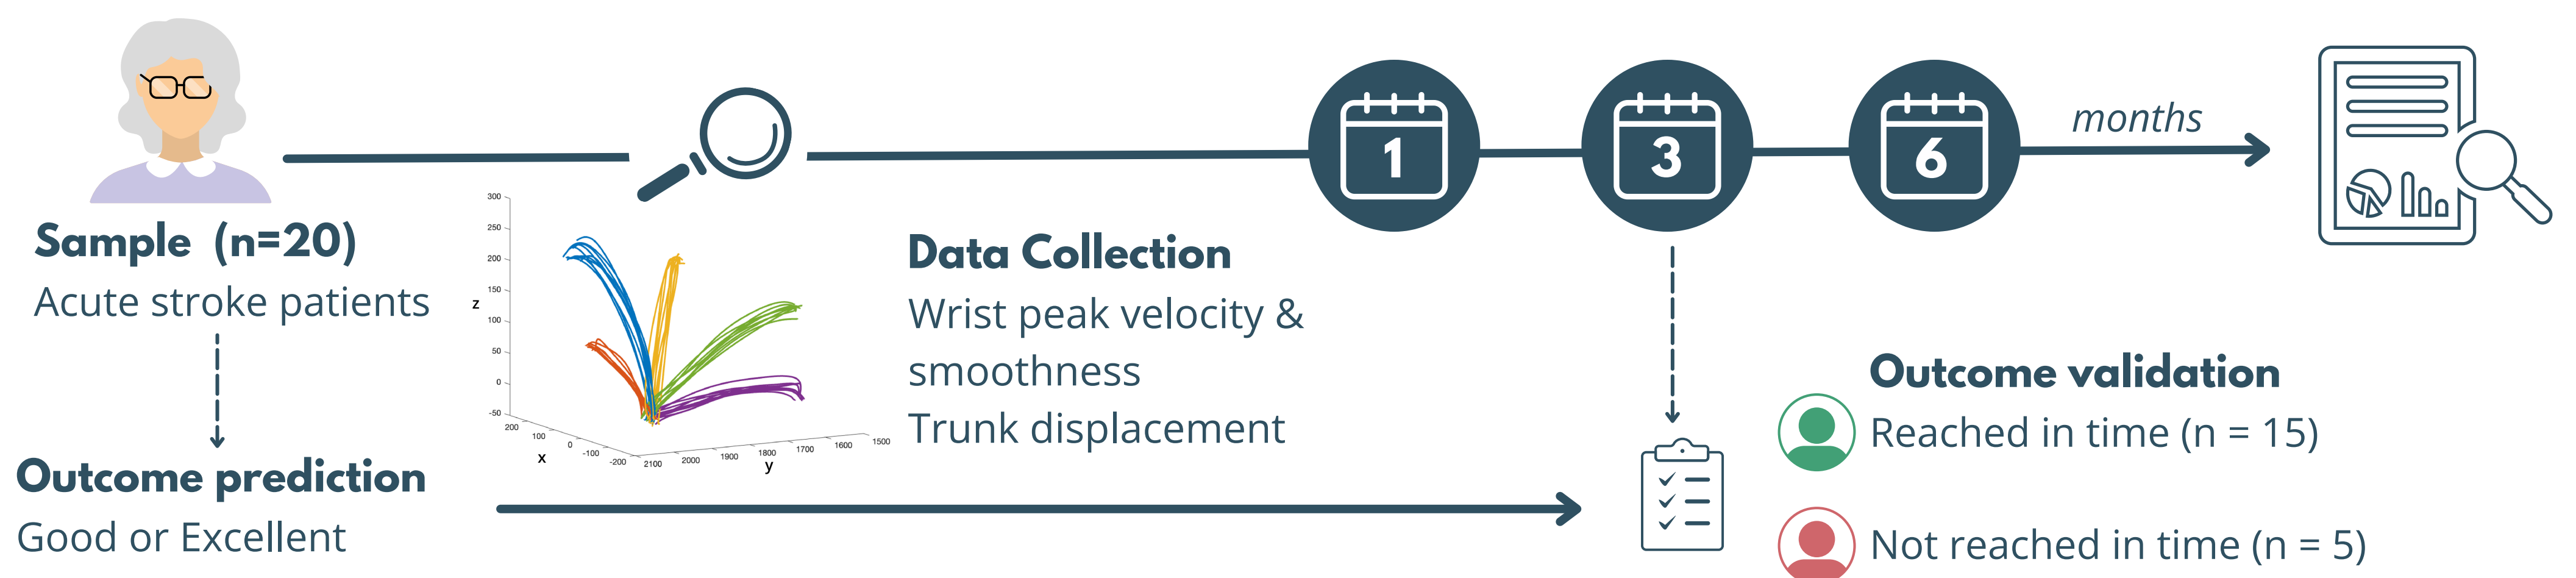 1
3
6
months
Sample (n=20)
Acute stroke patients
Outcome prediction
Good or Excellent
300
250
200
150
100
50
0
-50
z
200
100
0
-100
-200
x
2100
2000
1900
1800
1700
1600
1500
y
Data Collection
Wrist peak velocity &
smoothness
Trunk displacement
Outcome validation
Reached in time (n = 15)
Not reached in time (n = 5)